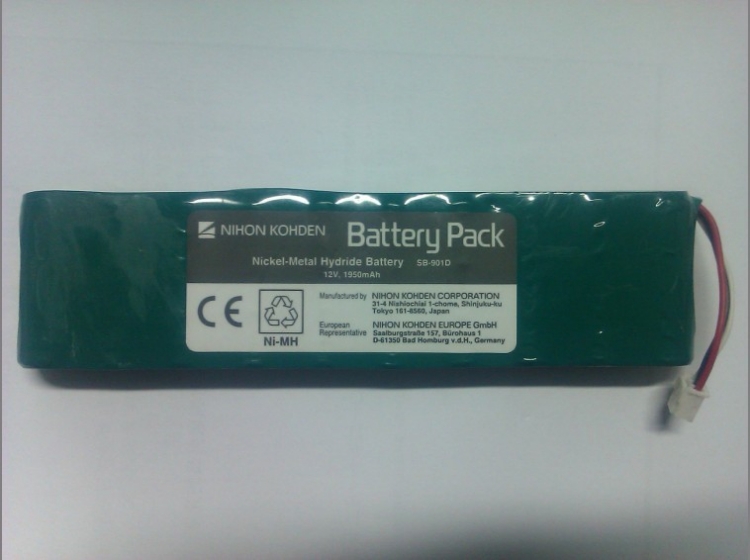 NIHON KOHDEN Battery Pack
Nickel-Metal Hydride Battery SB-901D
12V, 1950mAh
CE
Ni-MH
Manufactured by NIHON KOHDEN CORPORATION
31-4 Nishiochiai 1-chome, Shinjuku-ku
Tokyo 161-8560, Japan
European Representative
NIHON KOHDEN EUROPE GmbH
Saalburgstraße 157, Bürohaus 1
D-61350 Bad Homburg v.d.H., Germany